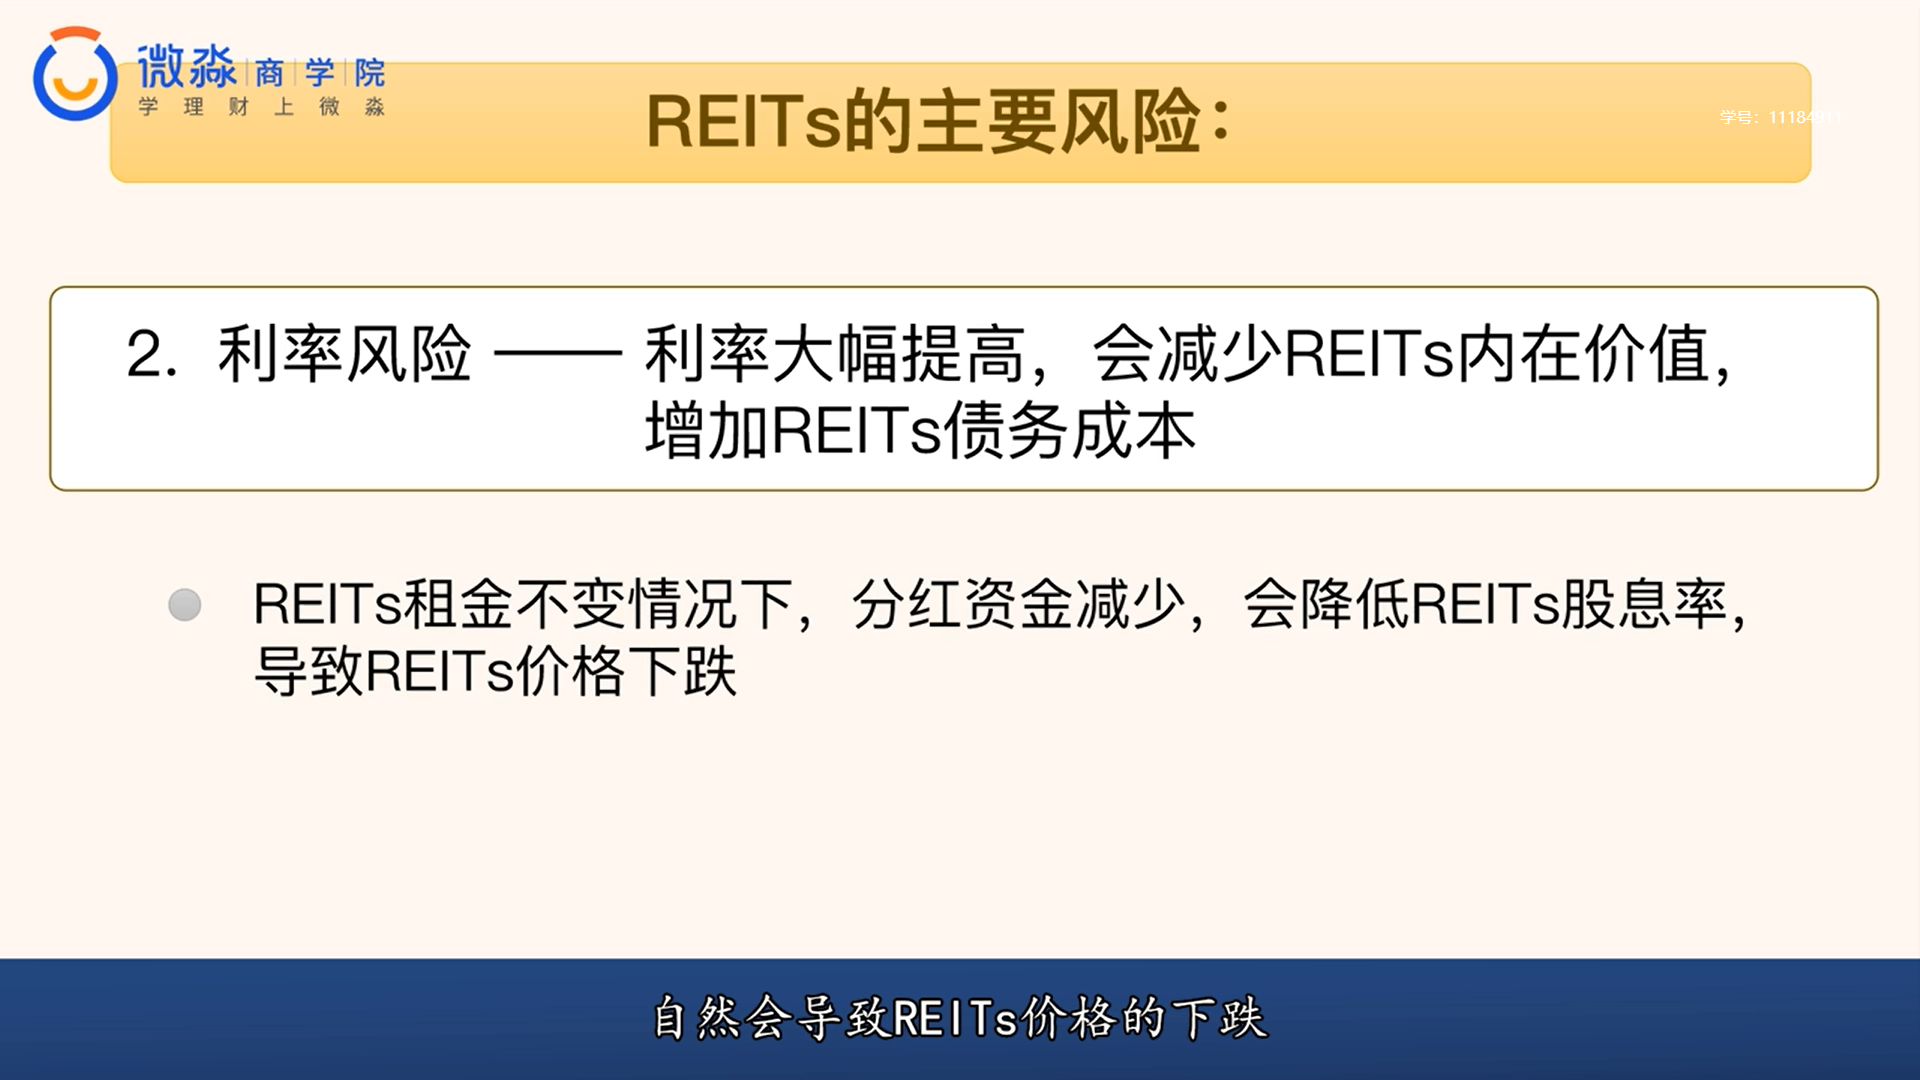 微淼商学院
学理财上微淼
REITs的主要风险：
学号：11184911
2. 利率风险 —— 利率大幅提高，会减少REITs内在价值，
增加REITs债务成本
REITs租金不变情况下，分红资金减少，会降低REITs股息率，
导致REITs价格下跌
自然会导致REITs价格的下跌